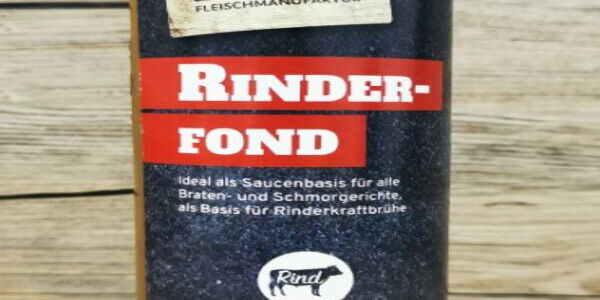 FLEISCHMANUFAKTUR
RINDER-
FOND
Ideal als Saucenbasis für alle
Braten- und Schmorgerichte,
als Basis für Rinderkraftbrühe
Rind